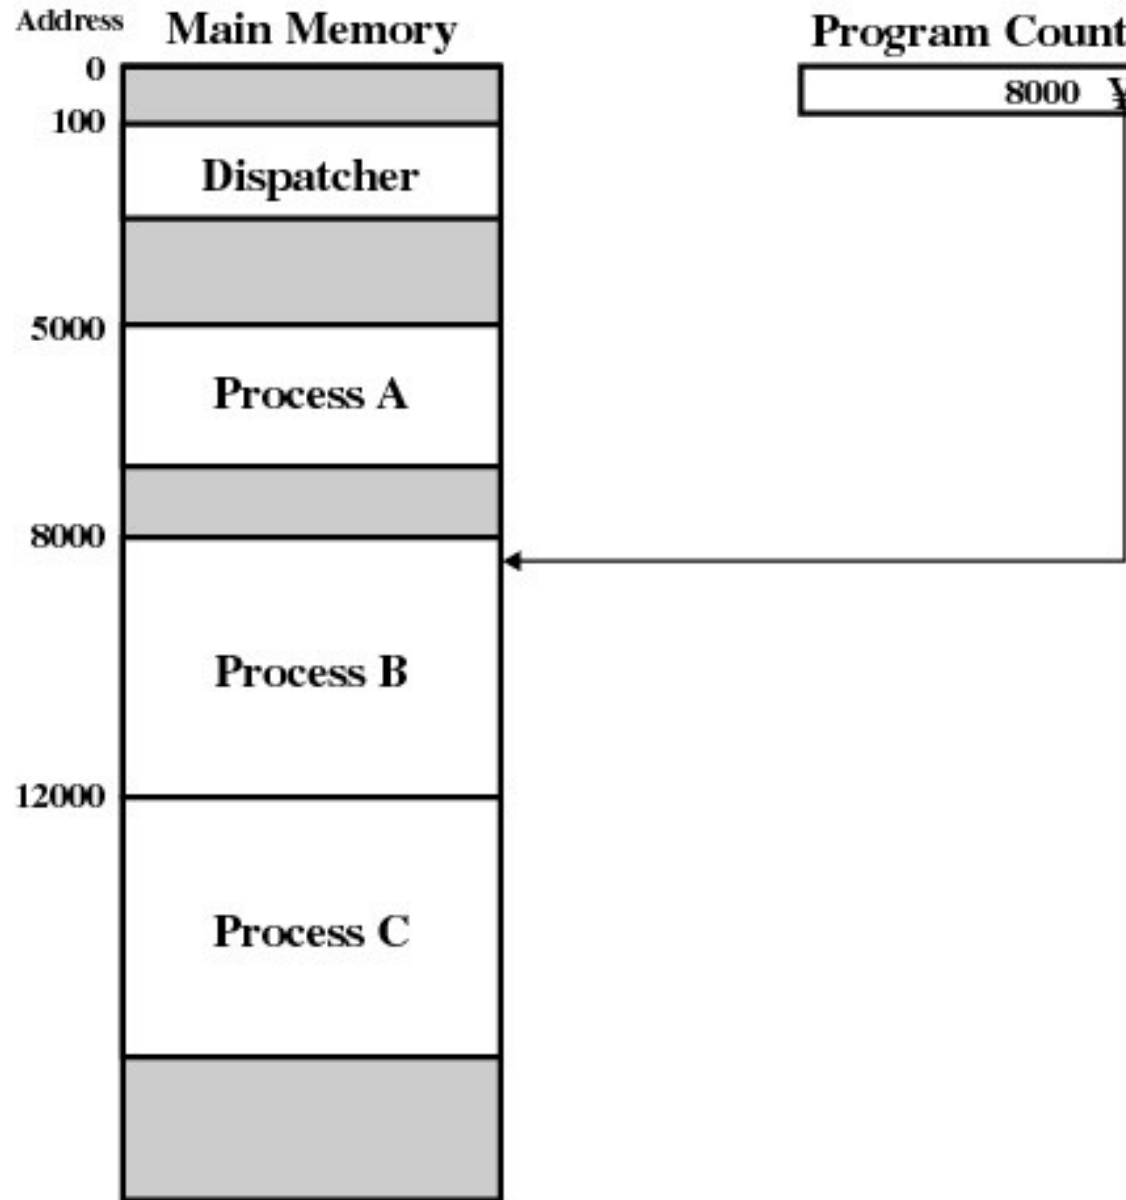 Address
Main Memory
Program Count
0
8000 ¥
100
Dispatcher
5000
Process A
8000
Process B
12000
Process C